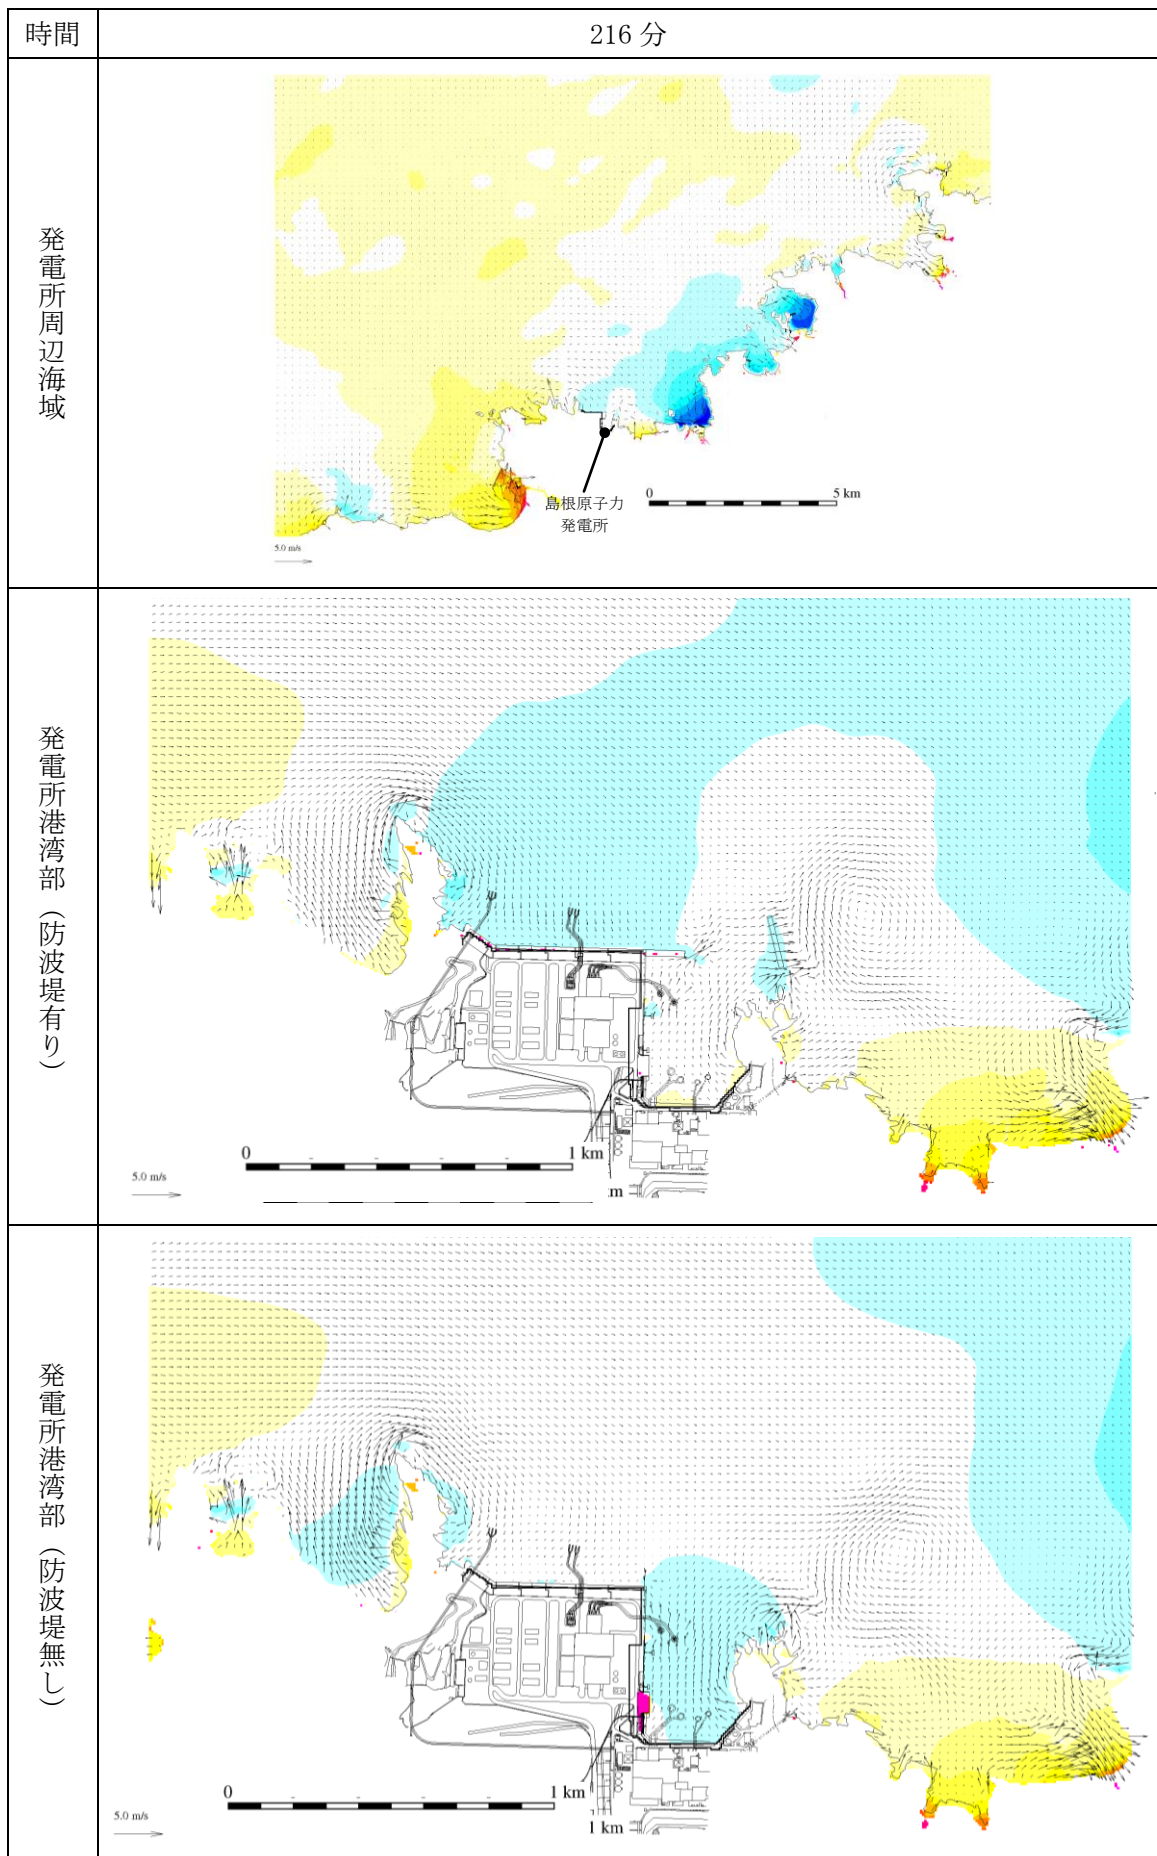 時間
216 分
発電所周辺海域
島根原子力
発電所
0
5 km
5.0 m/s
発電所港湾部（防波堤有り）
0
1 km
5.0 m/s
m
発電所港湾部（防波堤無し）
0
1 km
5.0 m/s
1 km